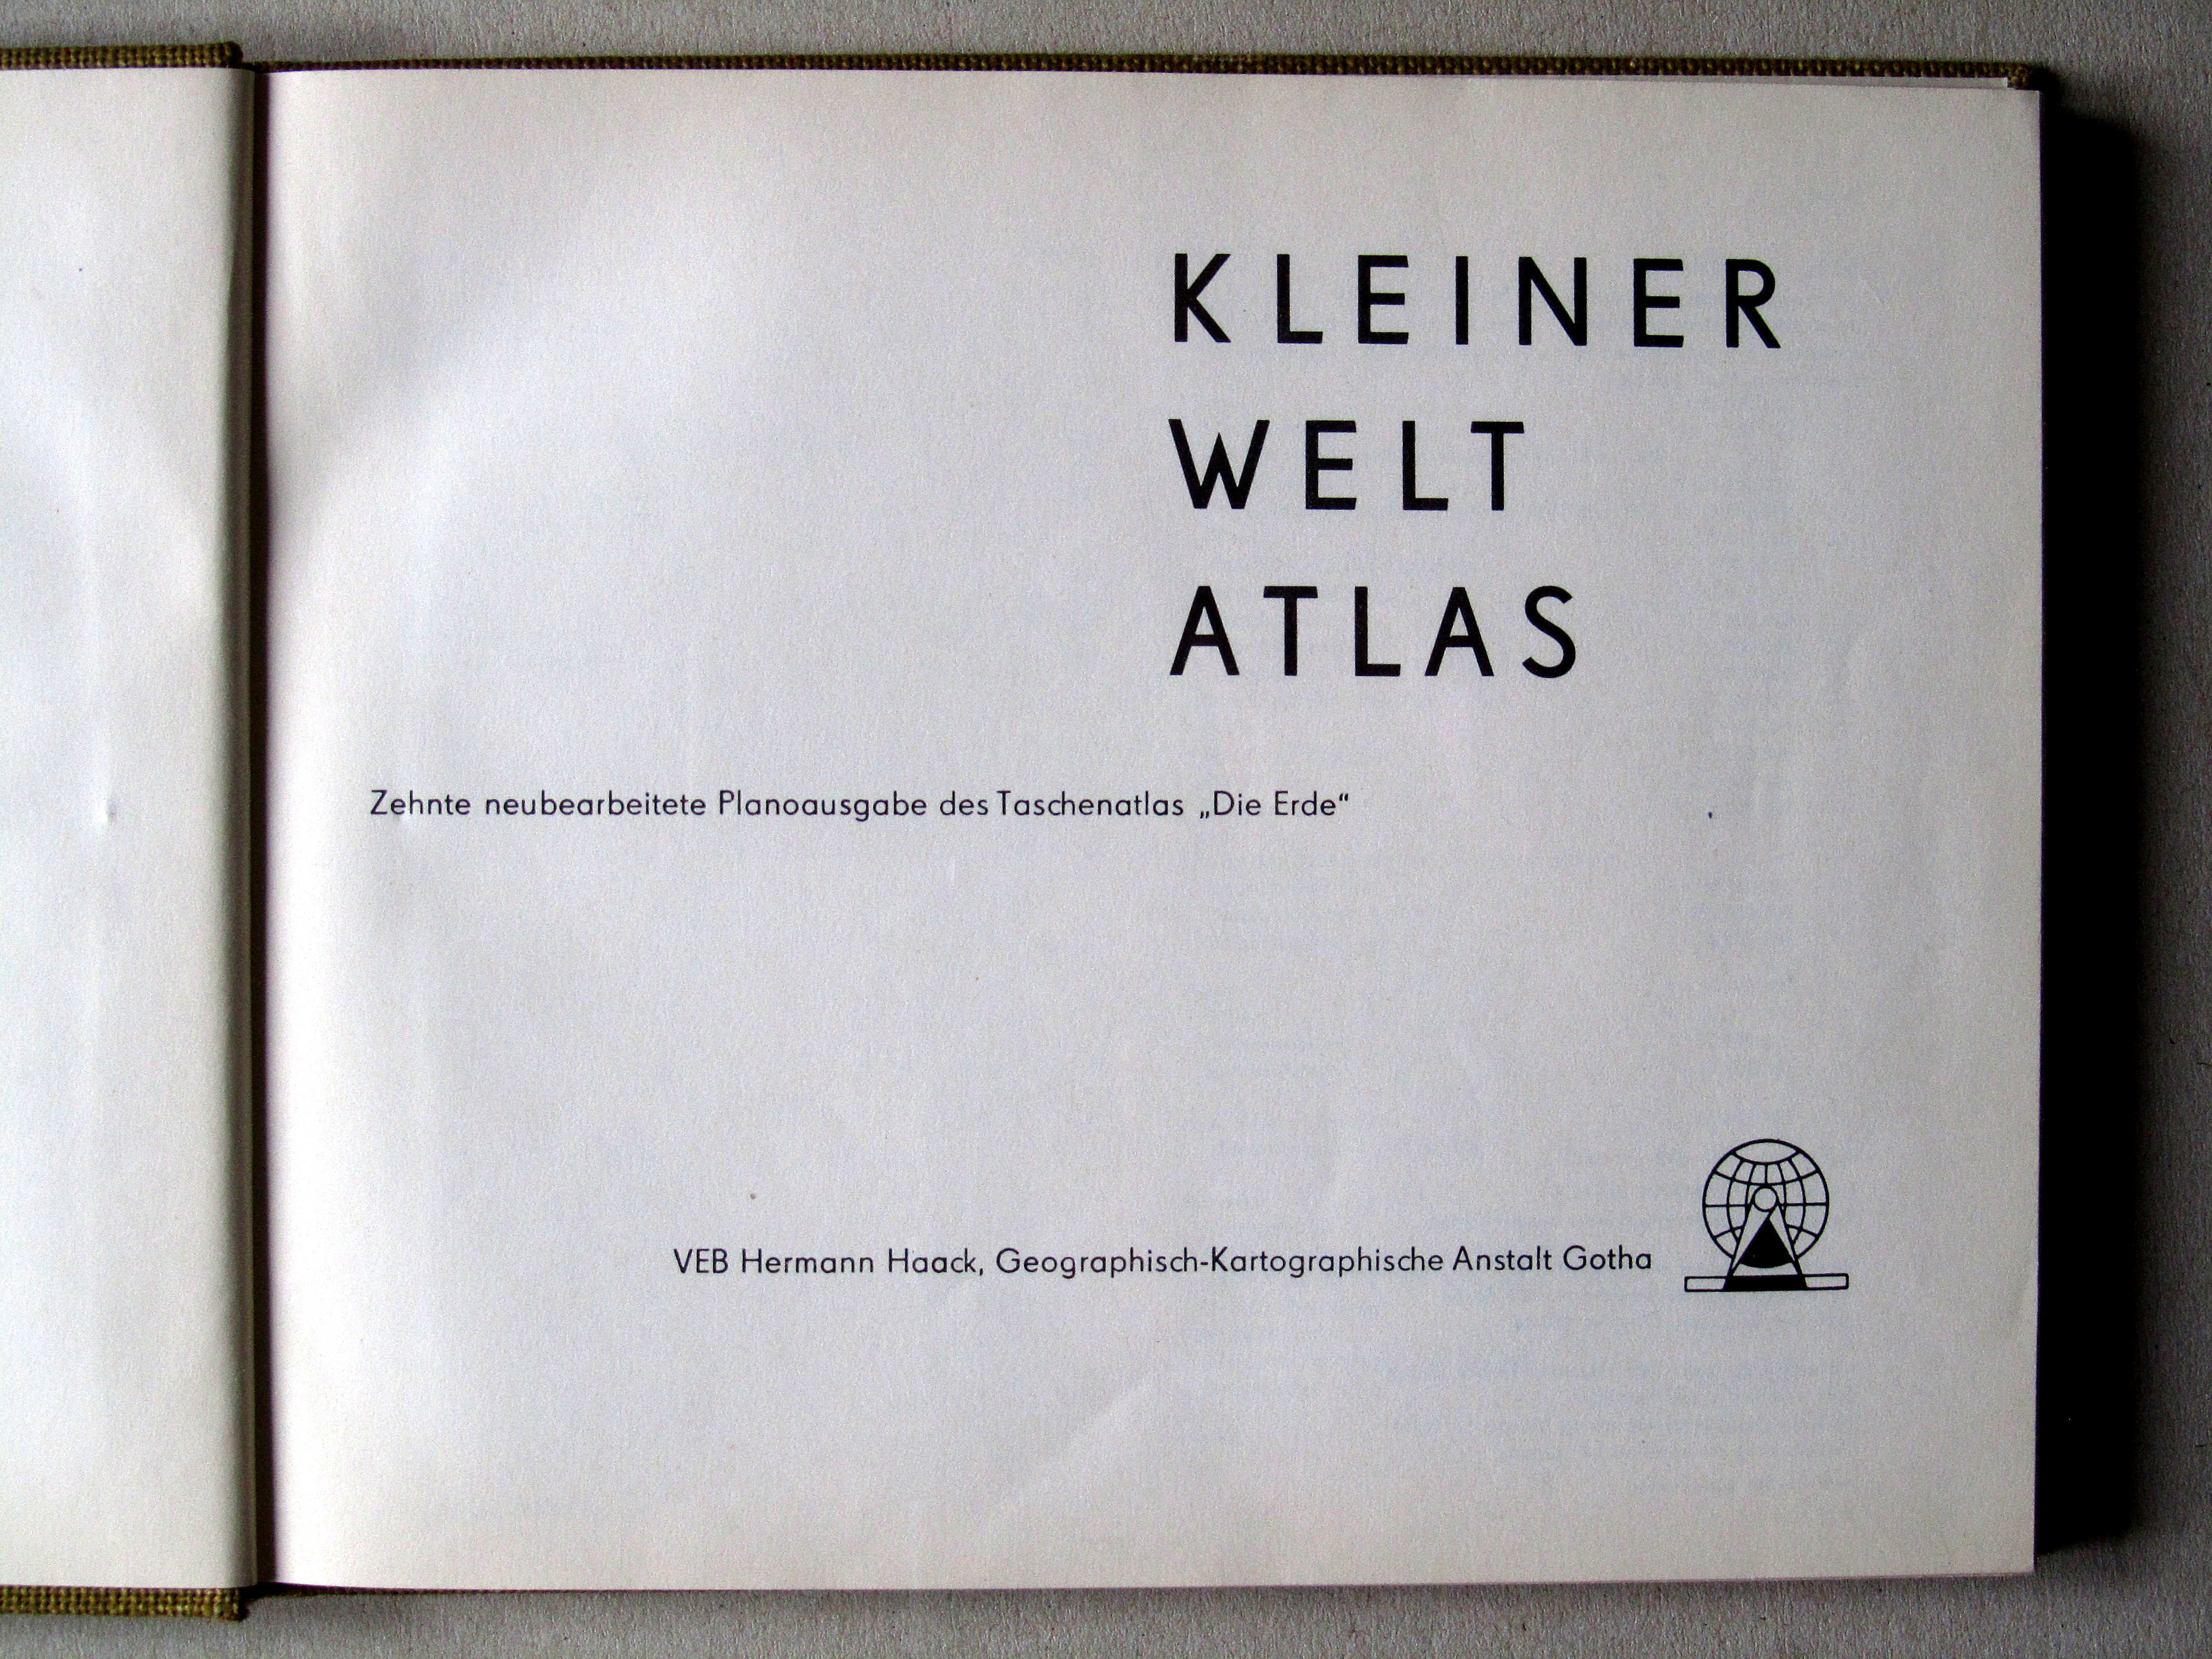 KLEINER
WELT
ATLAS
Zehnte neubearbeitete Planoausgabe des Taschenatlas „Die Erde“
VEB Hermann Haack, Geographisch-Kartographische Anstalt Gotha